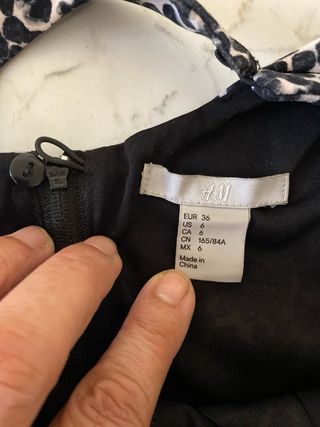 H&M
EUR 36
US 6
CA 6
CN 165/84A
MX 6
Made in
China